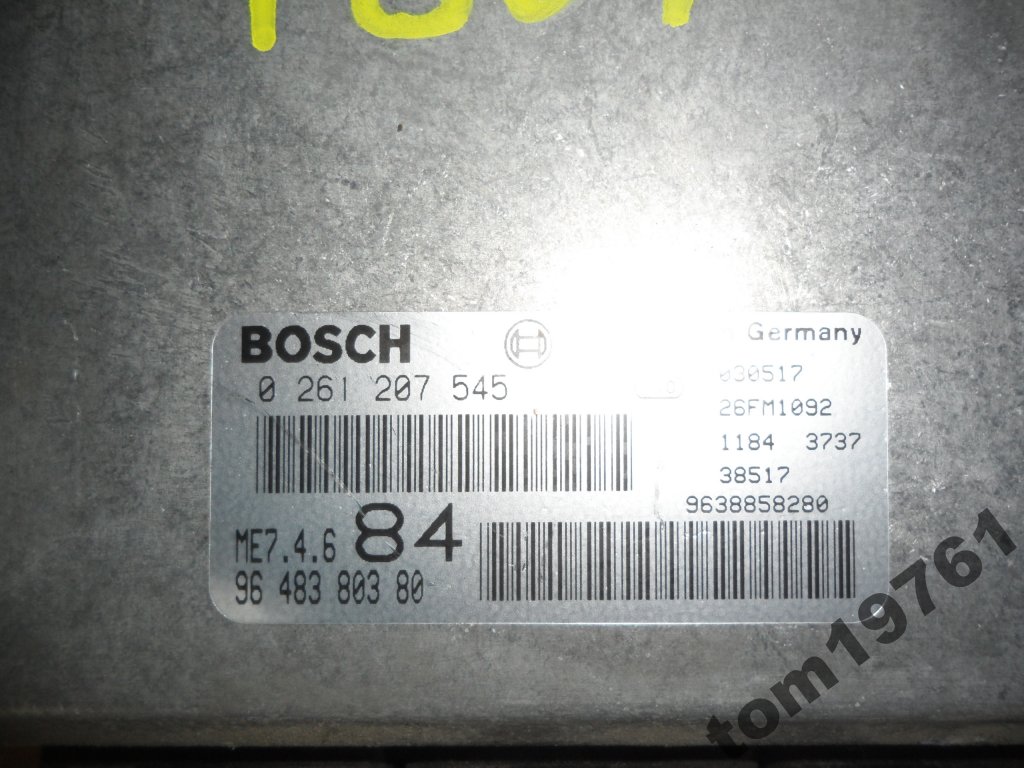 BOSCH
0 261 207 545
ME7.4.6 84
96 483 803 80
Germany
030517
26FM1092
1184 3737
38517
9638858280
tom19761